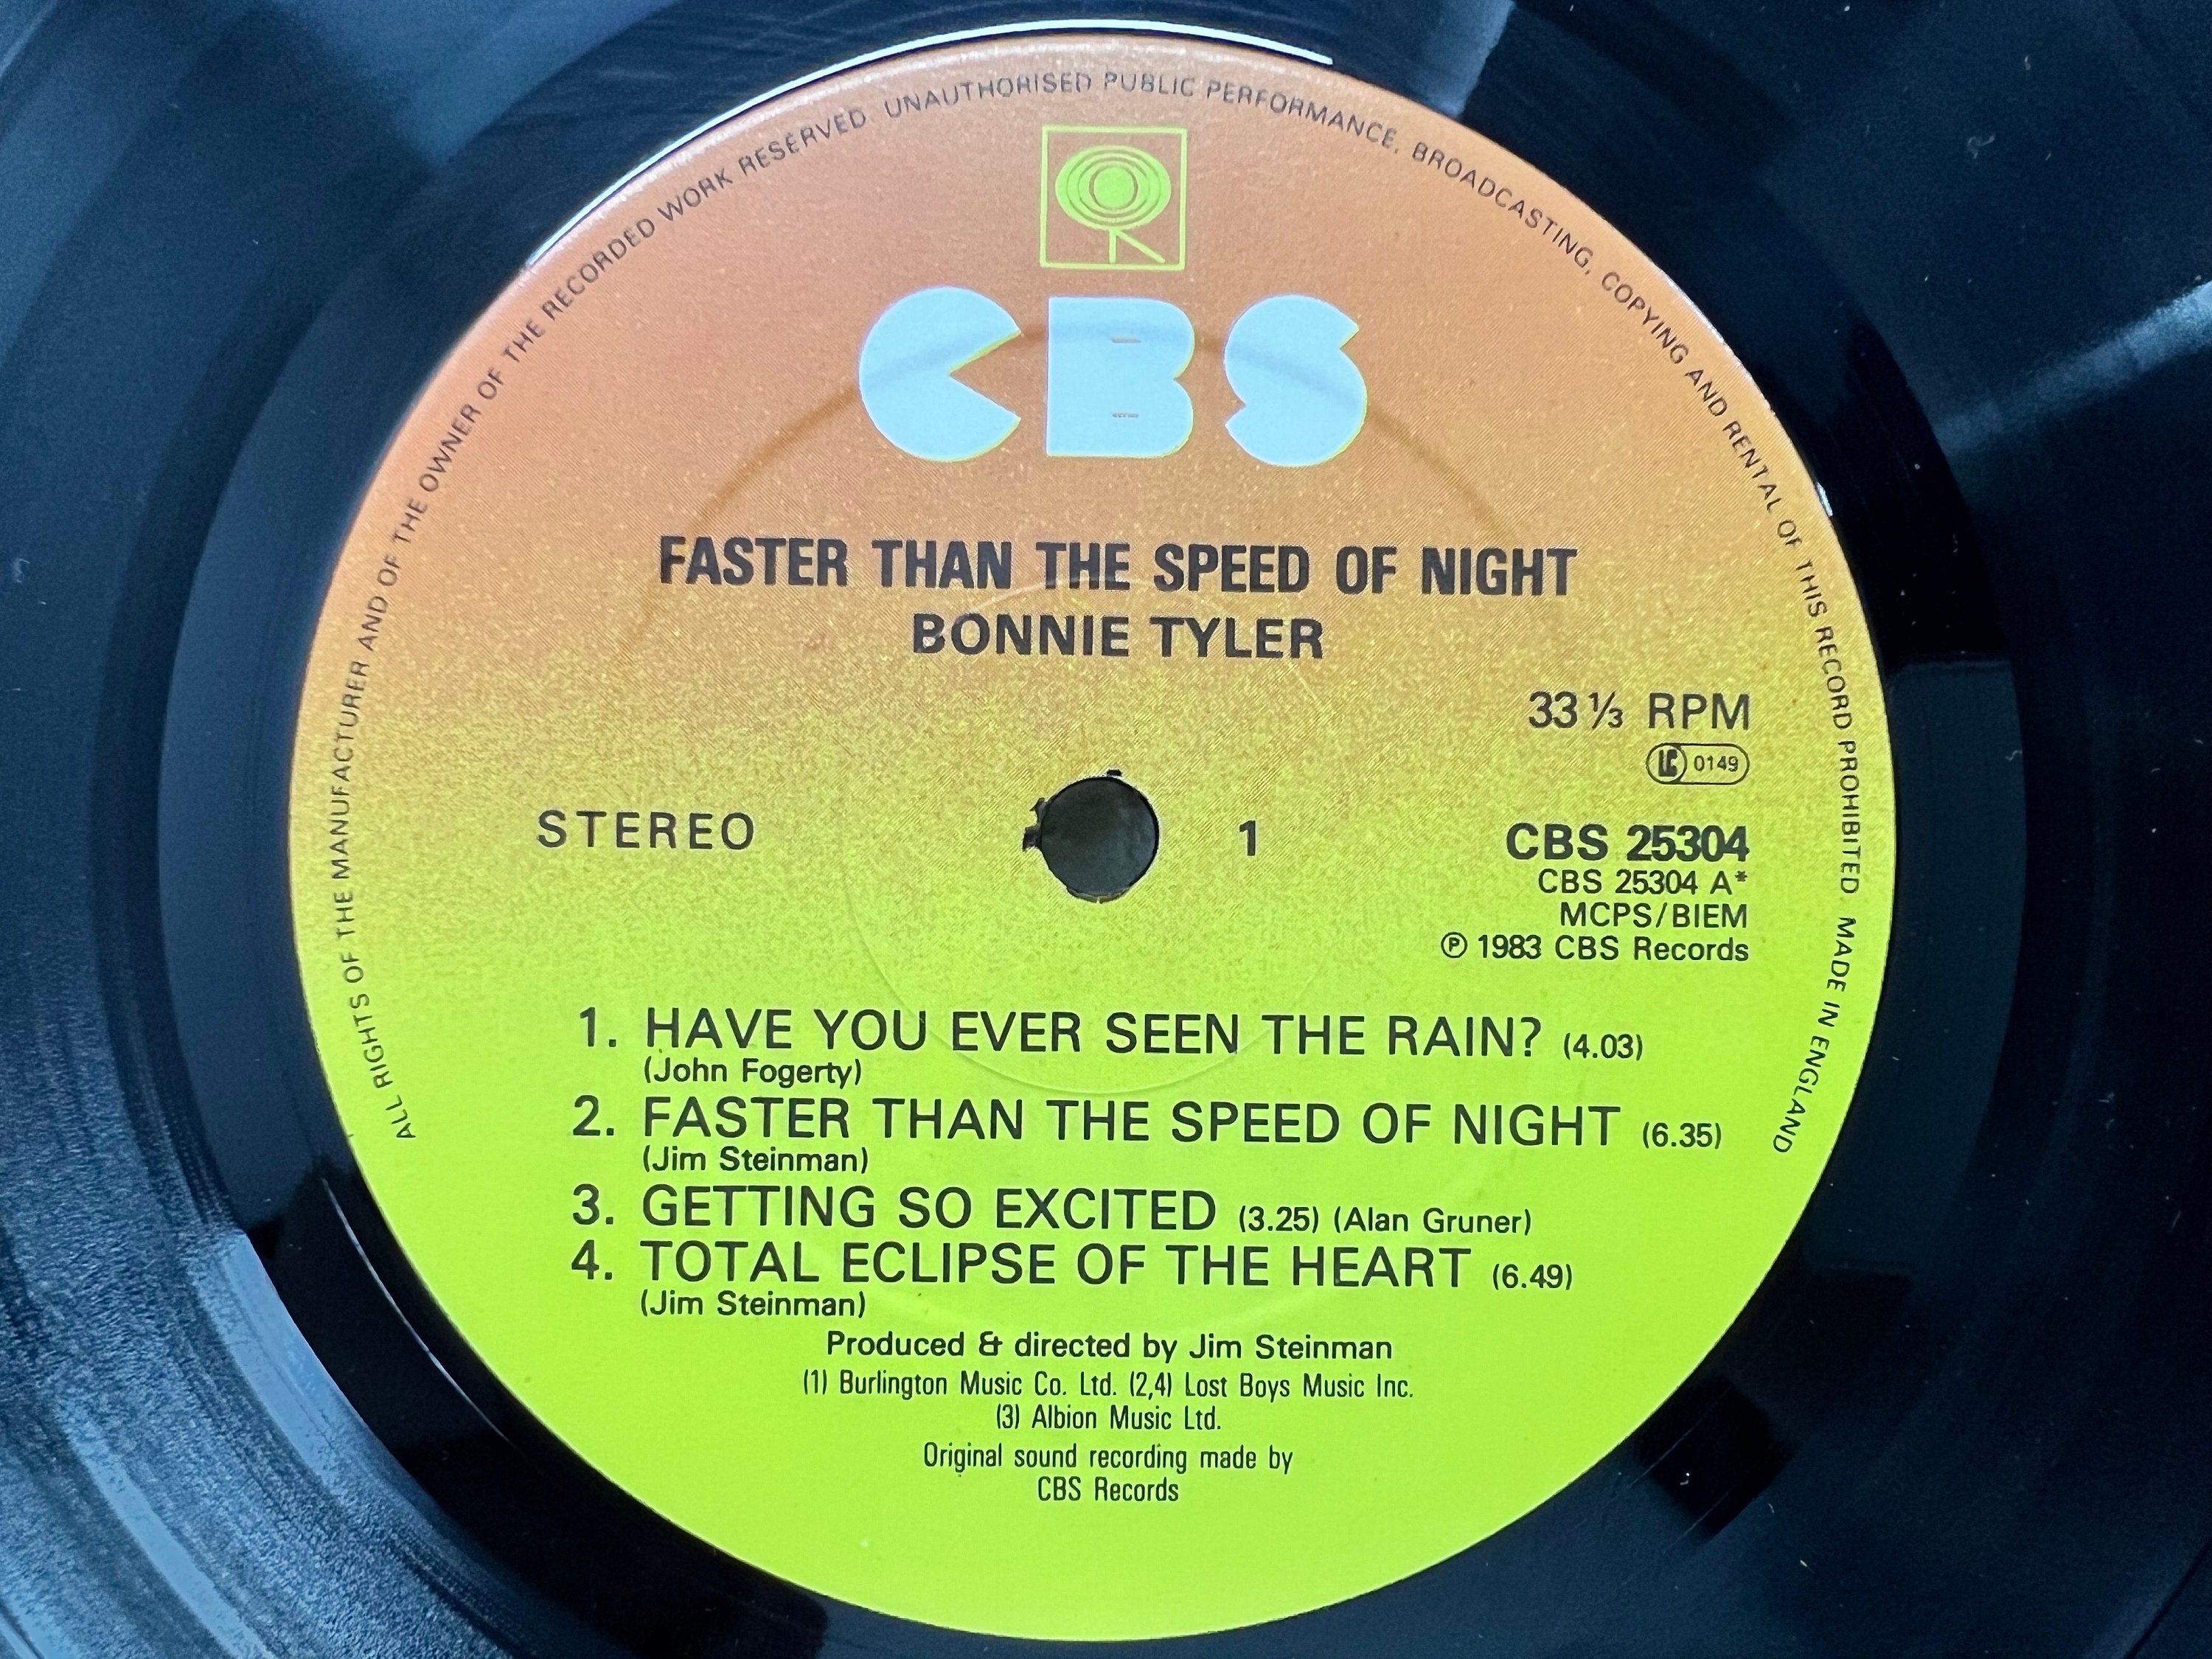 ALL RIGHTS OF THE MANUFACTURER AND OF THE OWNER OF THE RECORDED WORK RESERVED. UNAUTHORISED PUBLIC PERFORMANCE, BROADCASTING, COPYING AND RENTAL OF THIS RECORD PROHIBITED. MADE IN ENGLAND
CBS
FASTER THAN THE SPEED OF NIGHT
BONNIE TYLER
33 ⅓ RPM
LC 0149
STEREO 1 CBS 25304
CBS 25304 A*
MCPS/BIEM
℗ 1983 CBS Records
1. HAVE YOU EVER SEEN THE RAIN? (4.03)
(John Fogerty)
2. FASTER THAN THE SPEED OF NIGHT (6.35)
(Jim Steinman)
3. GETTING SO EXCITED (3.25) (Alan Gruner)
4. TOTAL ECLIPSE OF THE HEART (6.49)
(Jim Steinman)
Produced & directed by Jim Steinman
(1) Burlington Music Co. Ltd. (2,4) Lost Boys Music Inc.
(3) Albion Music Ltd.
Original sound recording made by
CBS Records